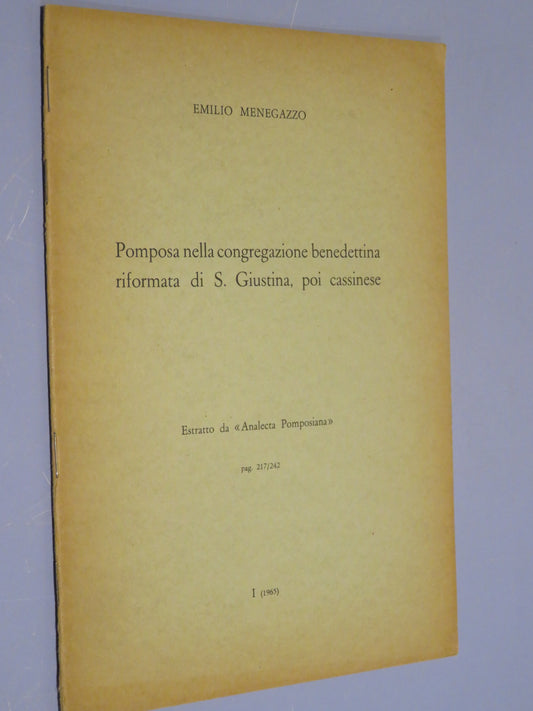 EMILIO MENEGAZZO
Pomposa nella congregazione benedettina
riformata di S. Giustina, poi cassinese
Estratto da «Analecta Pomposiana»
pag. 217/242
I (1965)